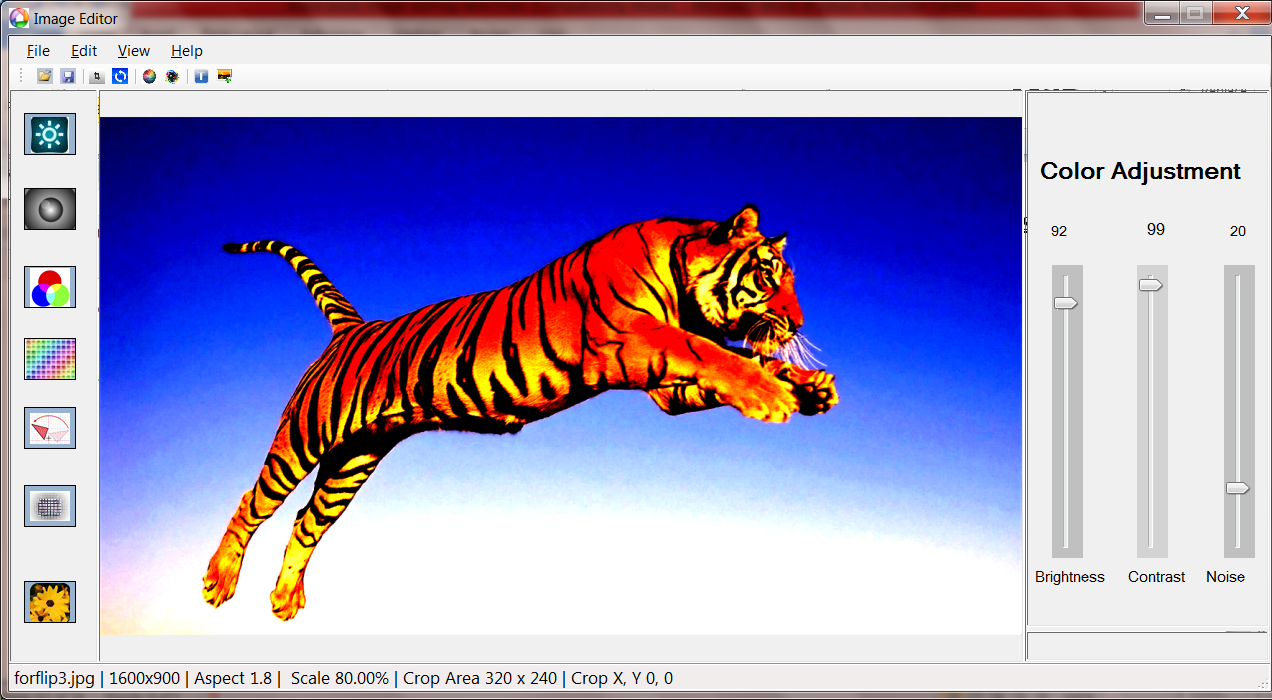 Image Editor
File Edit View Help
Color Adjustment
92 99 20
Brightness Contrast Noise
forflip3.jpg | 1600x900 | Aspect 1.8 | Scale 80.00% | Crop Area 320 x 240 | Crop X, Y 0, 0